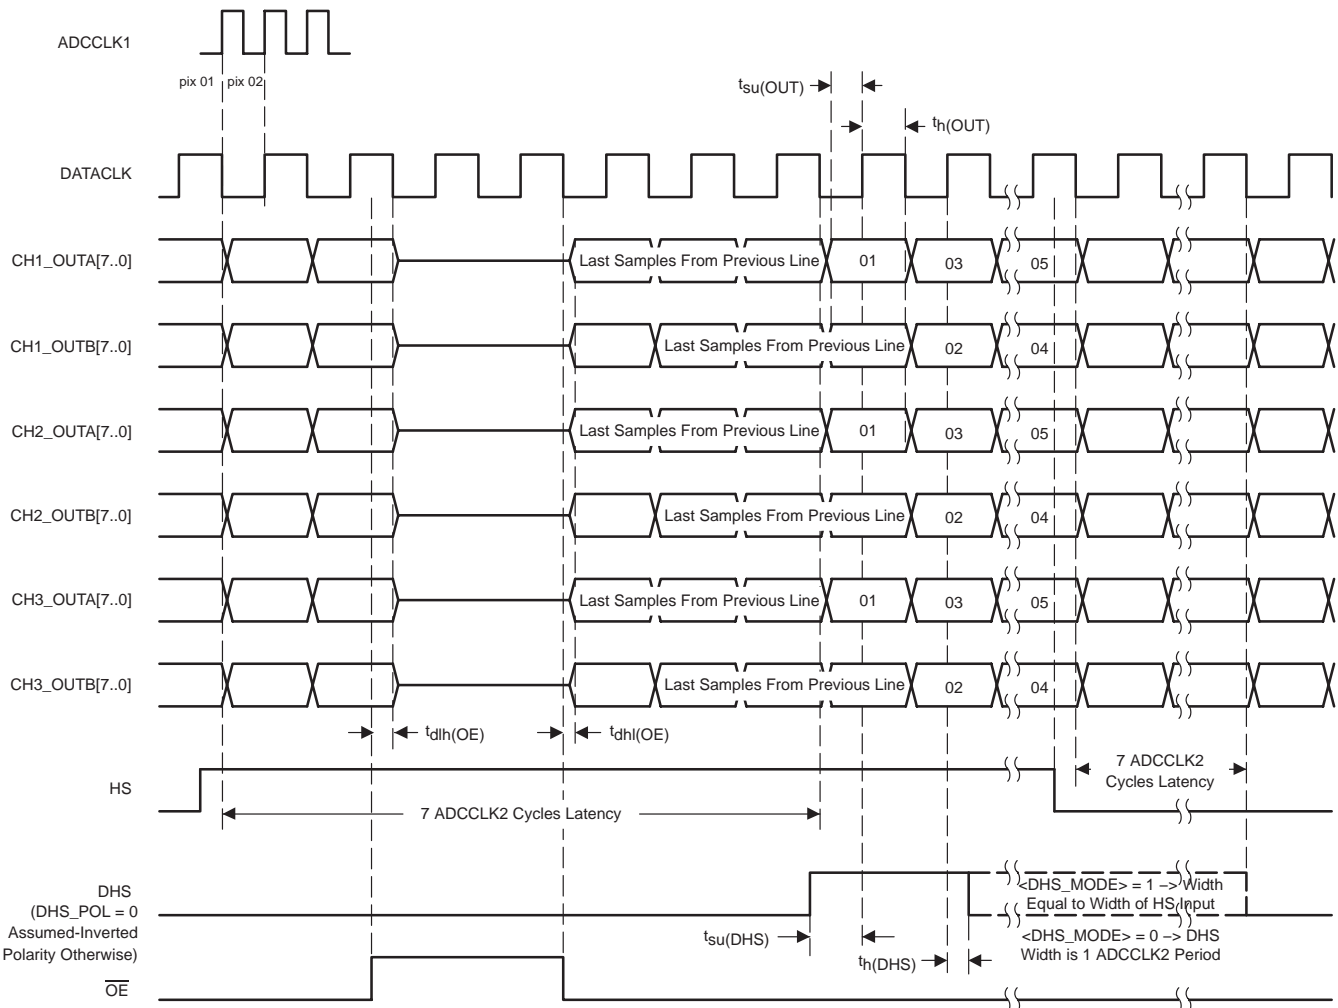 ADCCLK1
pix 01 pix 02
tsu(OUT)
th(OUT)
DATACLK
CH1_OUTA[7..0]
Last Samples From Previous Line 01 03 05
CH1_OUTB[7..0]
Last Samples From Previous Line 02 04
CH2_OUTA[7..0]
Last Samples From Previous Line 01 03 05
CH2_OUTB[7..0]
Last Samples From Previous Line 02 04
CH3_OUTA[7..0]
Last Samples From Previous Line 01 03 05
CH3_OUTB[7..0]
Last Samples From Previous Line 02 04
tdlh(OE)
tdhl(OE)
HS
7 ADCCLK2
Cycles Latency
7 ADCCLK2 Cycles Latency
DHS
(DHS_POL = 0
Assumed-Inverted
Polarity Otherwise)
<DHS_MODE> = 1 –> Width
Equal to Width of HS Input
<DHS_MODE> = 0 –> DHS
Width is 1 ADCCLK2 Period
tsu(DHS)
th(DHS)
OE